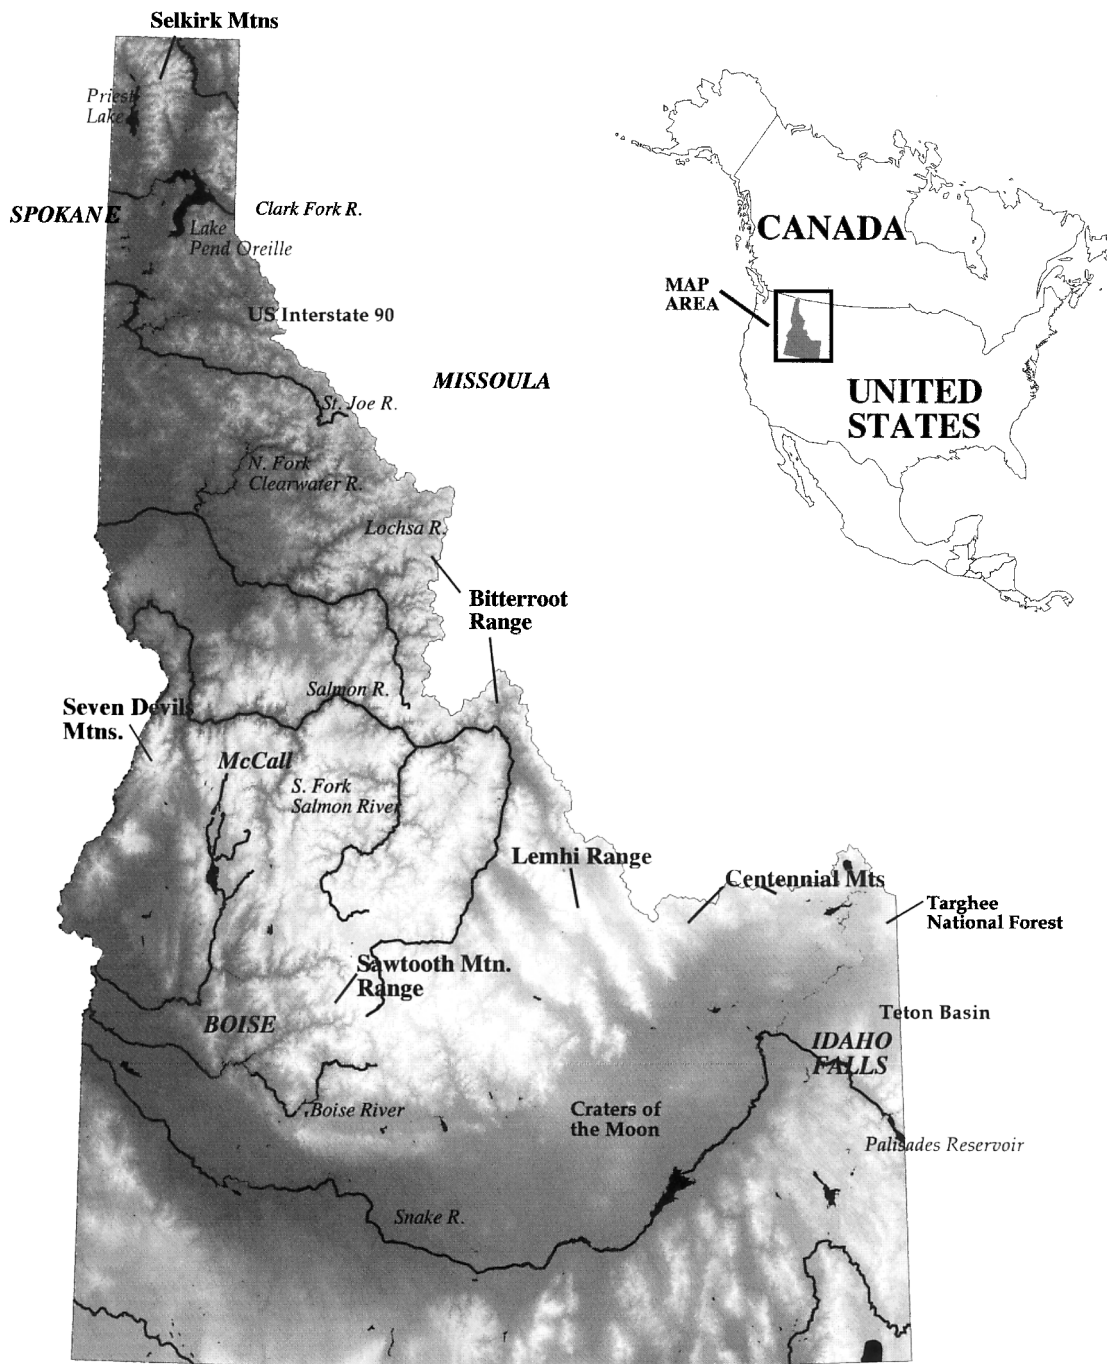 Selkirk Mtns
Priest
Lake
SPOKANE
Clark Fork R.
Lake
Pend Oreille
US Interstate 90
MISSOULA
St. Joe R.
N. Fork
Clearwater R.
Lochsa R.
Bitterroot
Range
Salmon R.
Seven Devils
Mtns.
McCall
S. Fork
Salmon River
Lemhi Range
Centennial Mts
Targhee
National Forest
Sawtooth Mtn.
Range
BOISE
Teton Basin
IDAHO
FALLS
Boise River
Craters of
the Moon
Palisades Reservoir
Snake R.
CANADA
MAP
AREA
UNITED
STATES